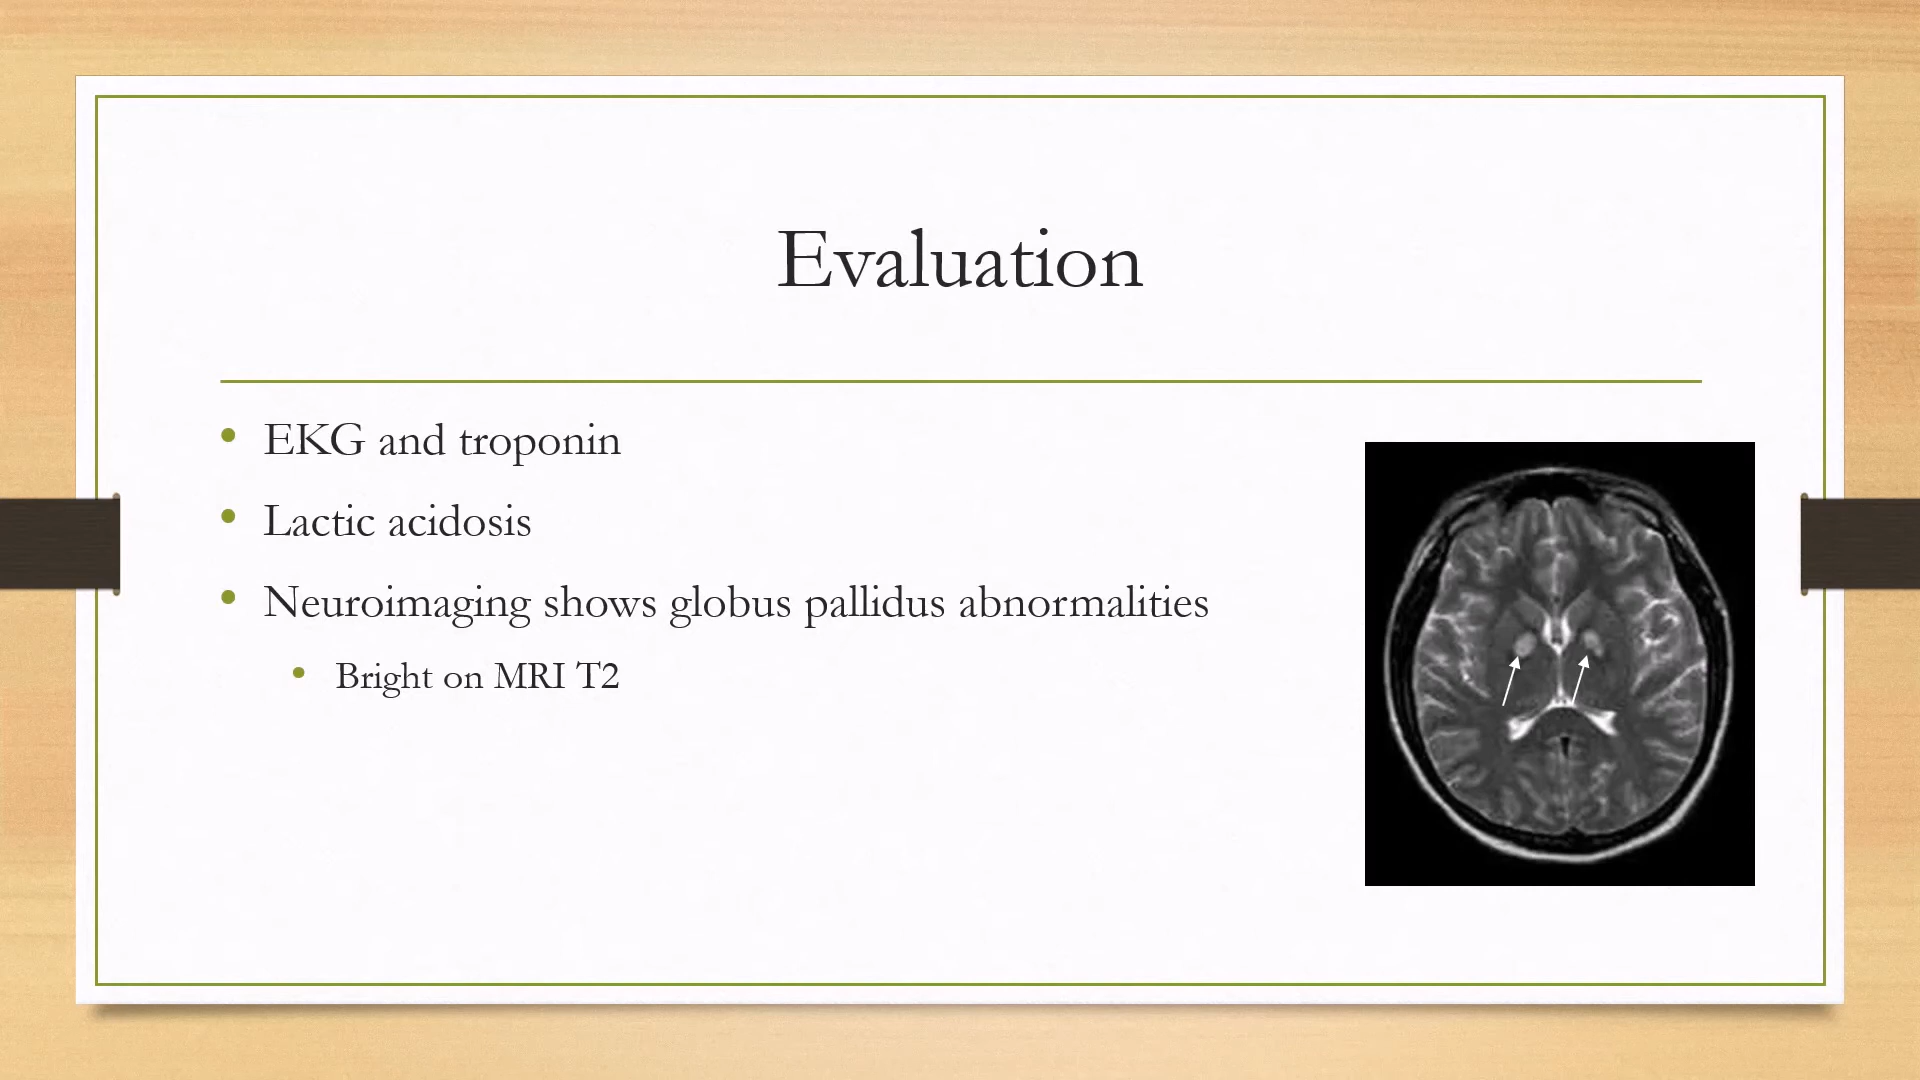 Evaluation
EKG and troponin
Lactic acidosis
Neuroimaging shows globus pallidus abnormalities
Bright on MRI T2